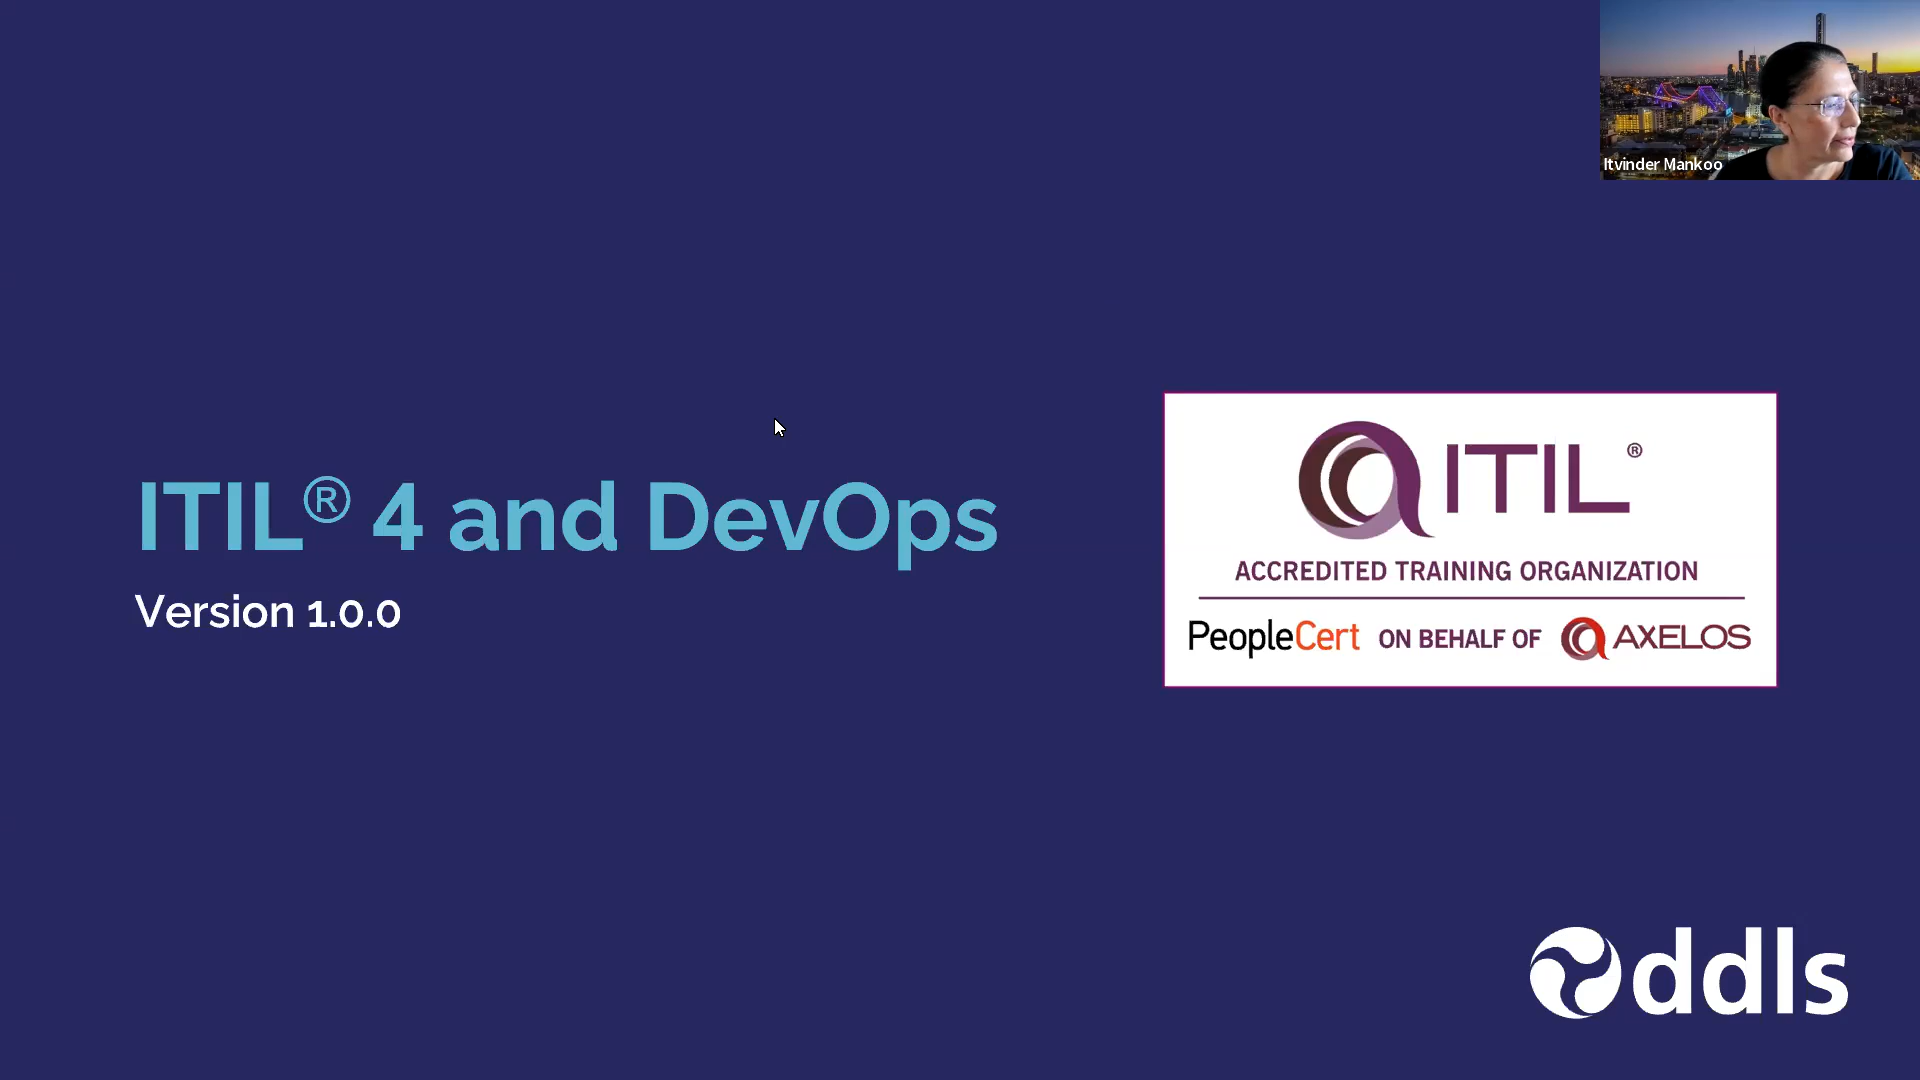 Itvinder Mankoo
ITIL® 4 and DevOps
Version 1.0.0
ITIL®
ACCREDITED TRAINING ORGANIZATION
PeopleCert ON BEHALF OF AXELOS
ddls